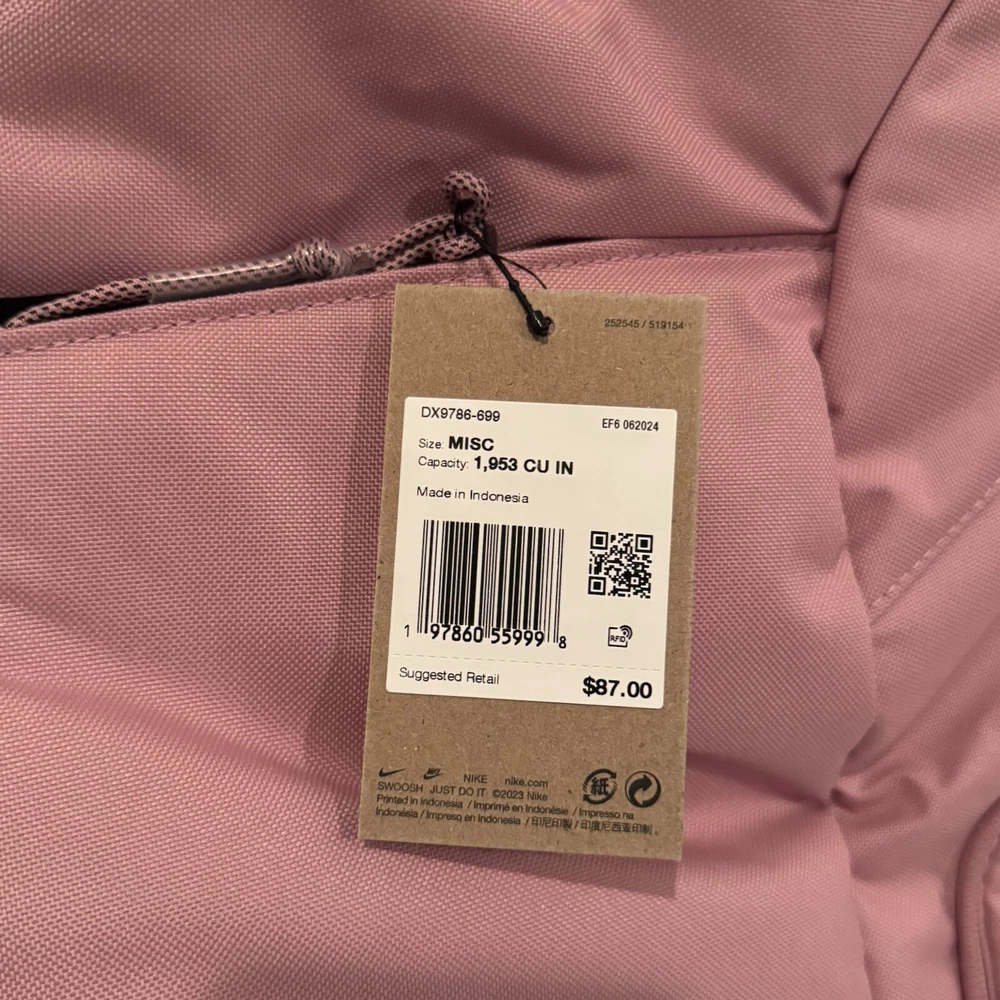 252545 / 519154
DX9786-699
EF6 062024
Size: MISC
Capacity: 1,953 CU IN
Made in Indonesia
1 97860 55999 8
RFID
Suggested Retail $87.00
NIKE nike.com
SWOOSH JUST DO IT ©2023 Nike
Printed in Indonesia / Imprimé en Indonésie / Impresso na
Indonésia / Impreso en Indonesia / 印尼印製 / 印度尼西亚印制
紙